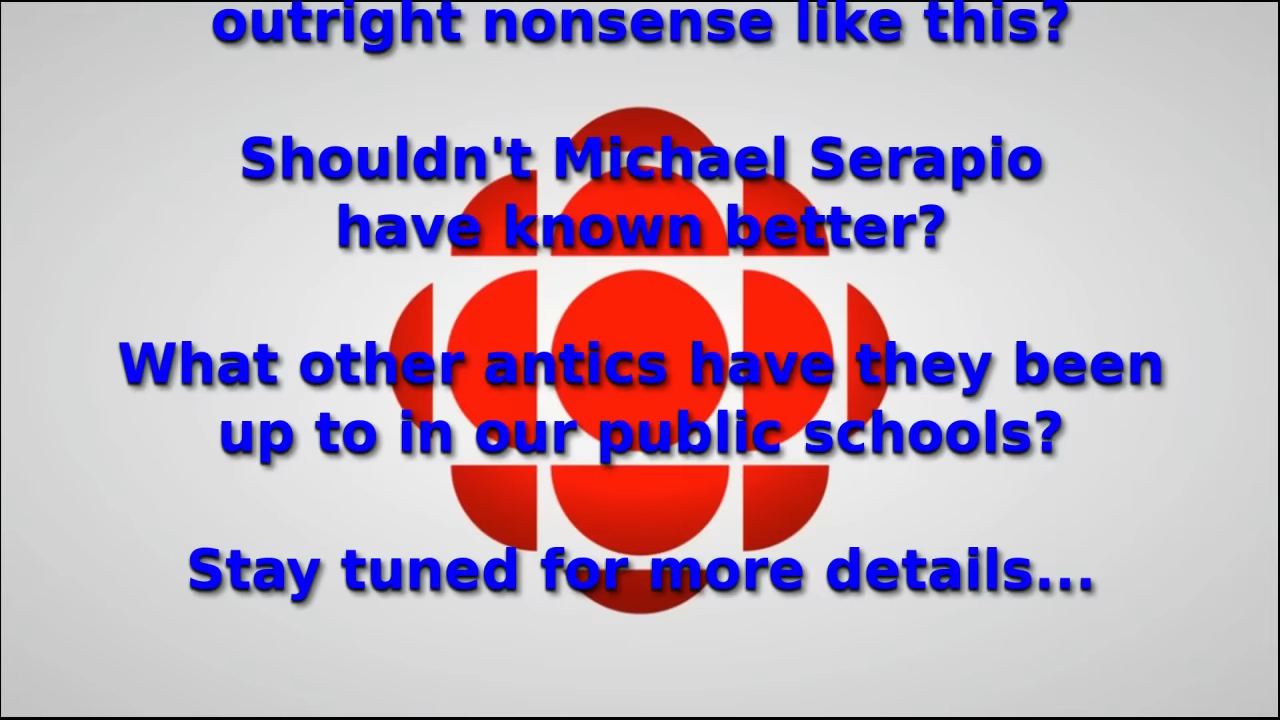 outright nonsense like this?
Shouldn't Michael Serapio
have known better?
What other antics have they been
up to in our public schools?
Stay tuned for more details...